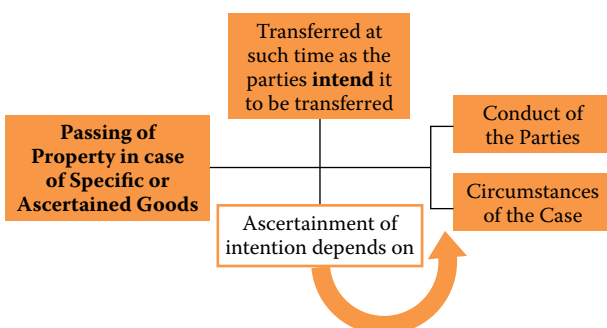 Transferred at
such time as the
parties intend it
to be transferred
Passing of
Property in case
of Specific or
Ascertained Goods
Conduct of
the Parties
Circumstances
of the Case
Ascertainment of
intention depends on